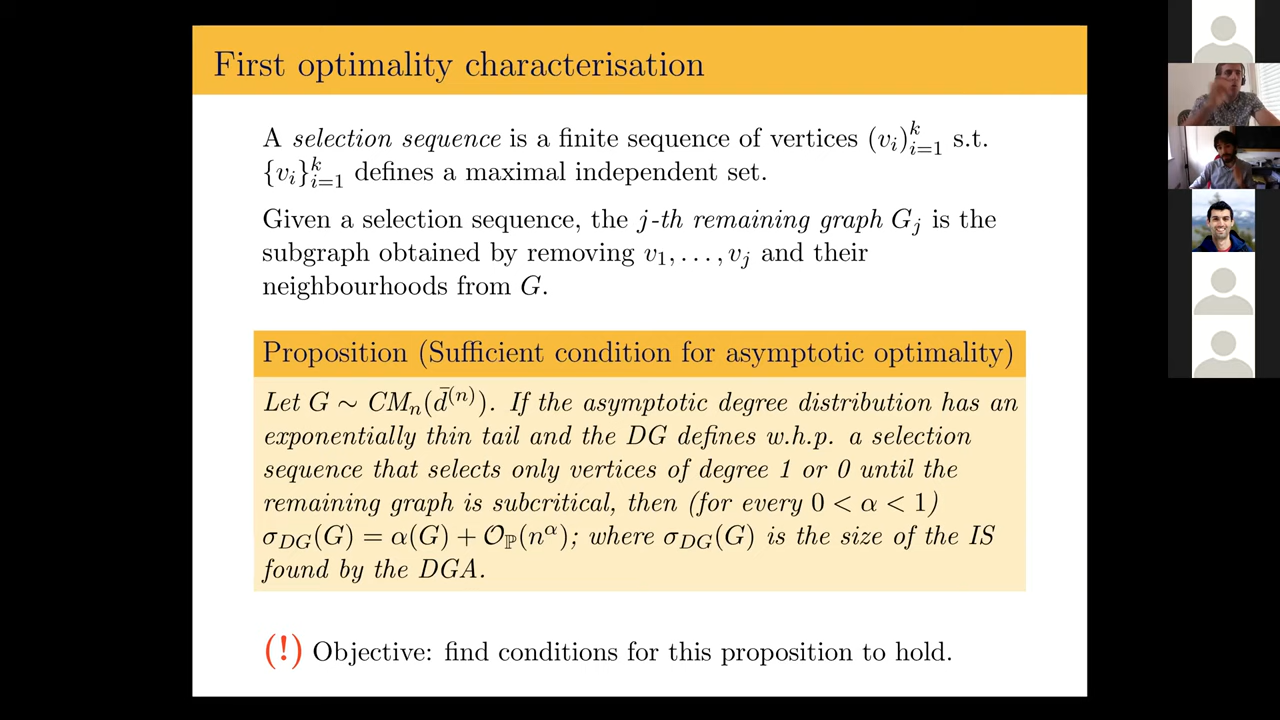 First optimality characterisation
A selection sequence is a finite sequence of vertices $(v_i)_{i=1}^k$ s.t.
$\{v_i\}_{i=1}^k$ defines a maximal independent set.
Given a selection sequence, the j-th remaining graph $G_j$ is the
subgraph obtained by removing $v_1, \ldots, v_j$ and their
neighbourhoods from $G$.
Proposition (Sufficient condition for asymptotic optimality)
Let $G \sim CM_n(\bar{d}^{(n)})$. If the asymptotic degree distribution has an
exponentially thin tail and the DG defines w.h.p. a selection
sequence that selects only vertices of degree 1 or 0 until the
remaining graph is subcritical, then (for every $0 < \alpha < 1$)
$\sigma_{DG}(G) = \alpha(G) + \mathcal{O}_{\mathbb{P}}(n^\alpha)$; where $\sigma_{DG}(G)$ is the size of the IS
found by the DGA.
(!) Objective: find conditions for this proposition to hold.